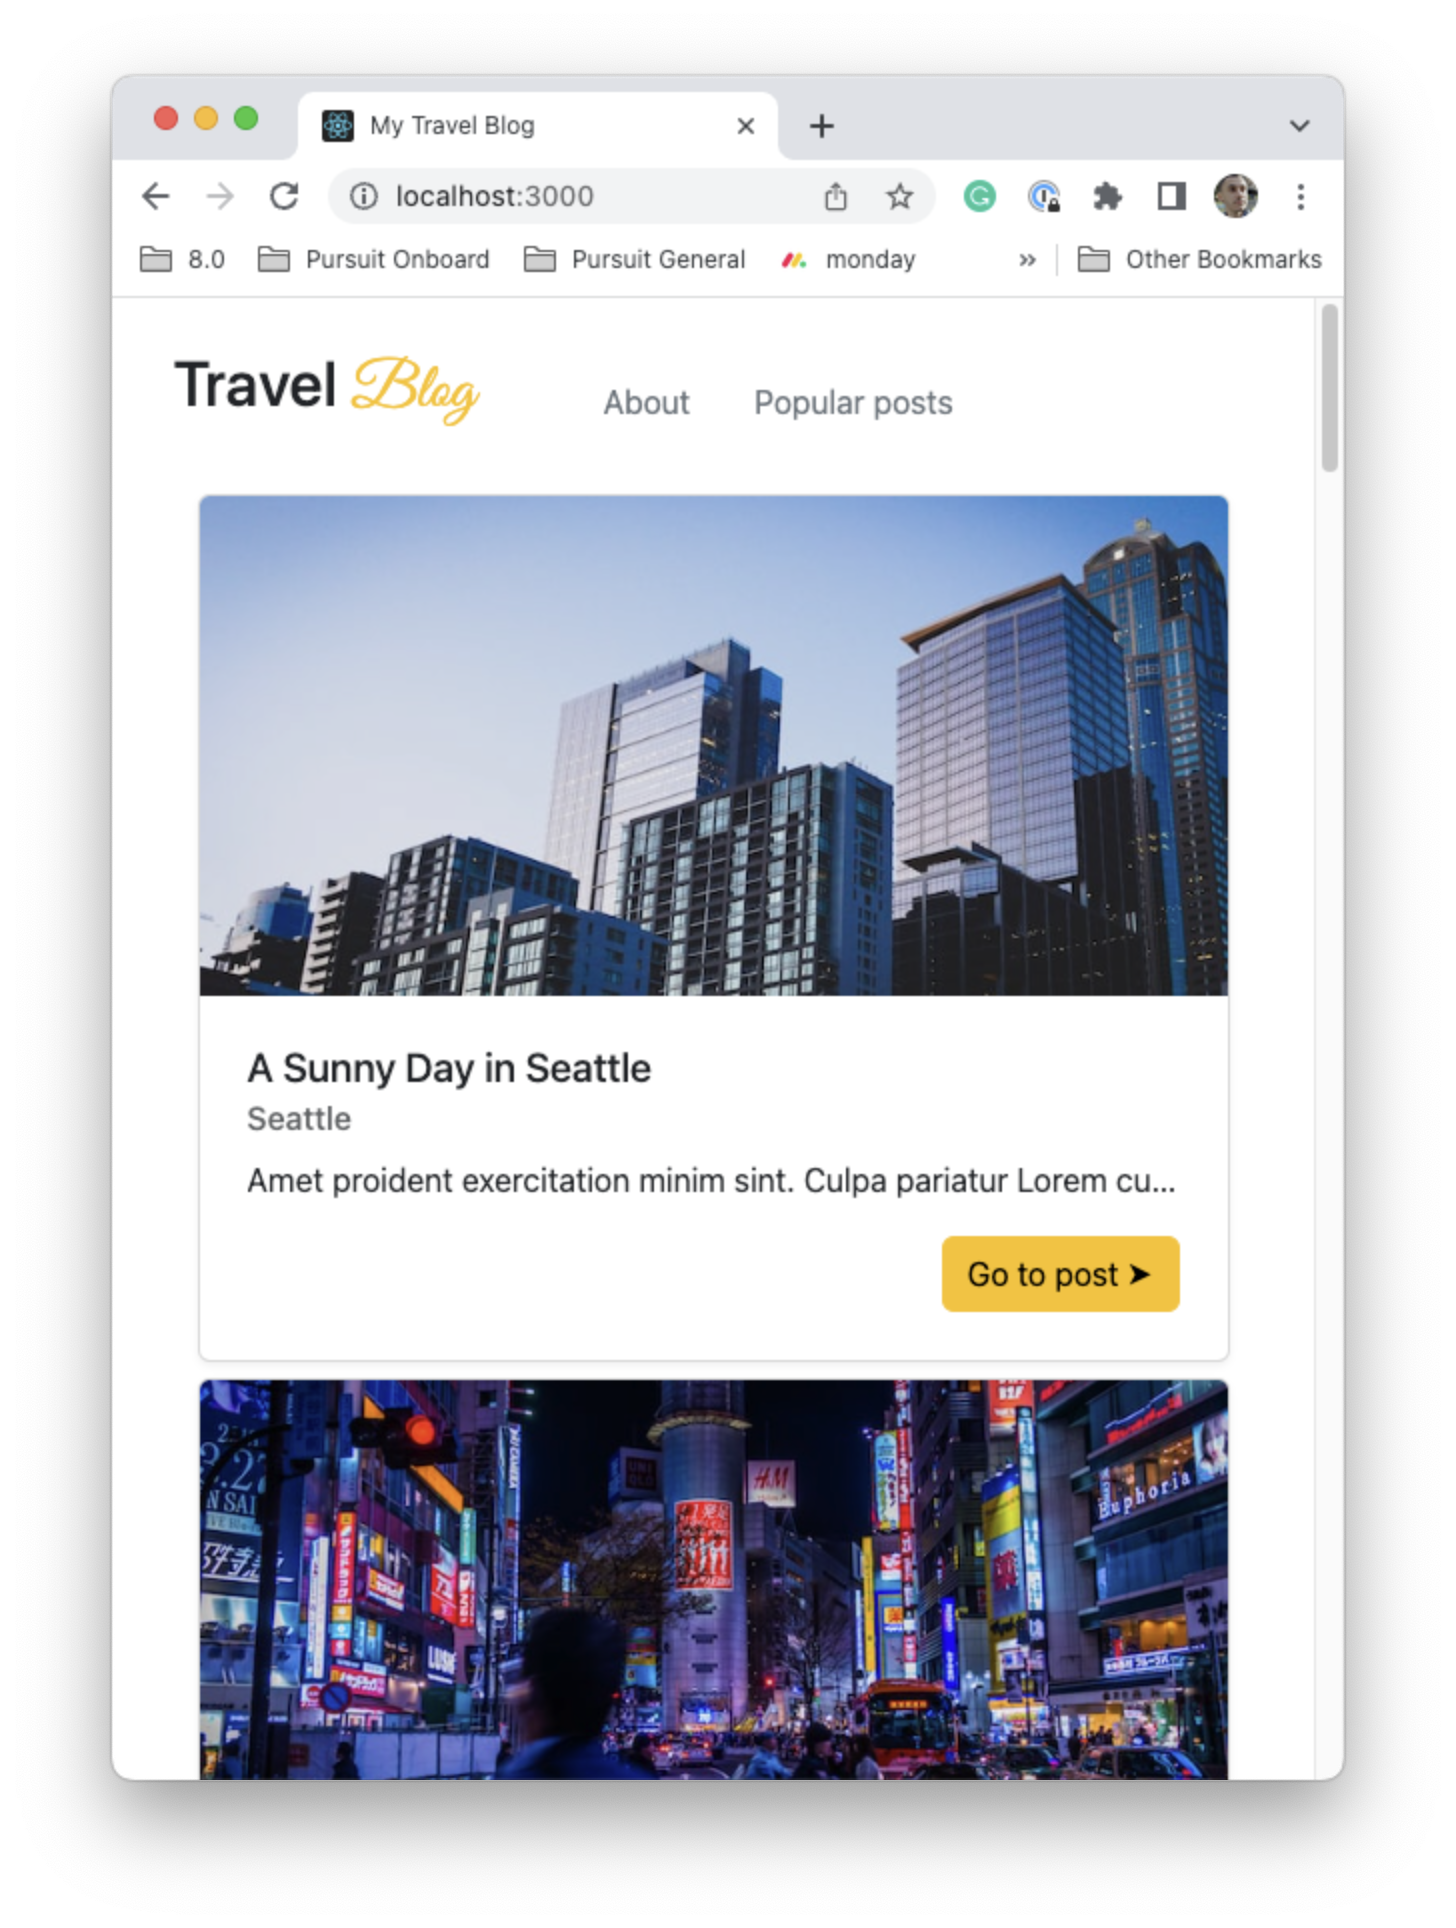 My Travel Blog
localhost:3000
8.0 Pursuit Onboard Pursuit General monday » Other Bookmarks
Travel Blog About Popular posts
A Sunny Day in Seattle
Seattle
Amet proident exercitation minim sint. Culpa pariatur Lorem cu...
Go to post ➤
H&M
Euphoria
LUSH